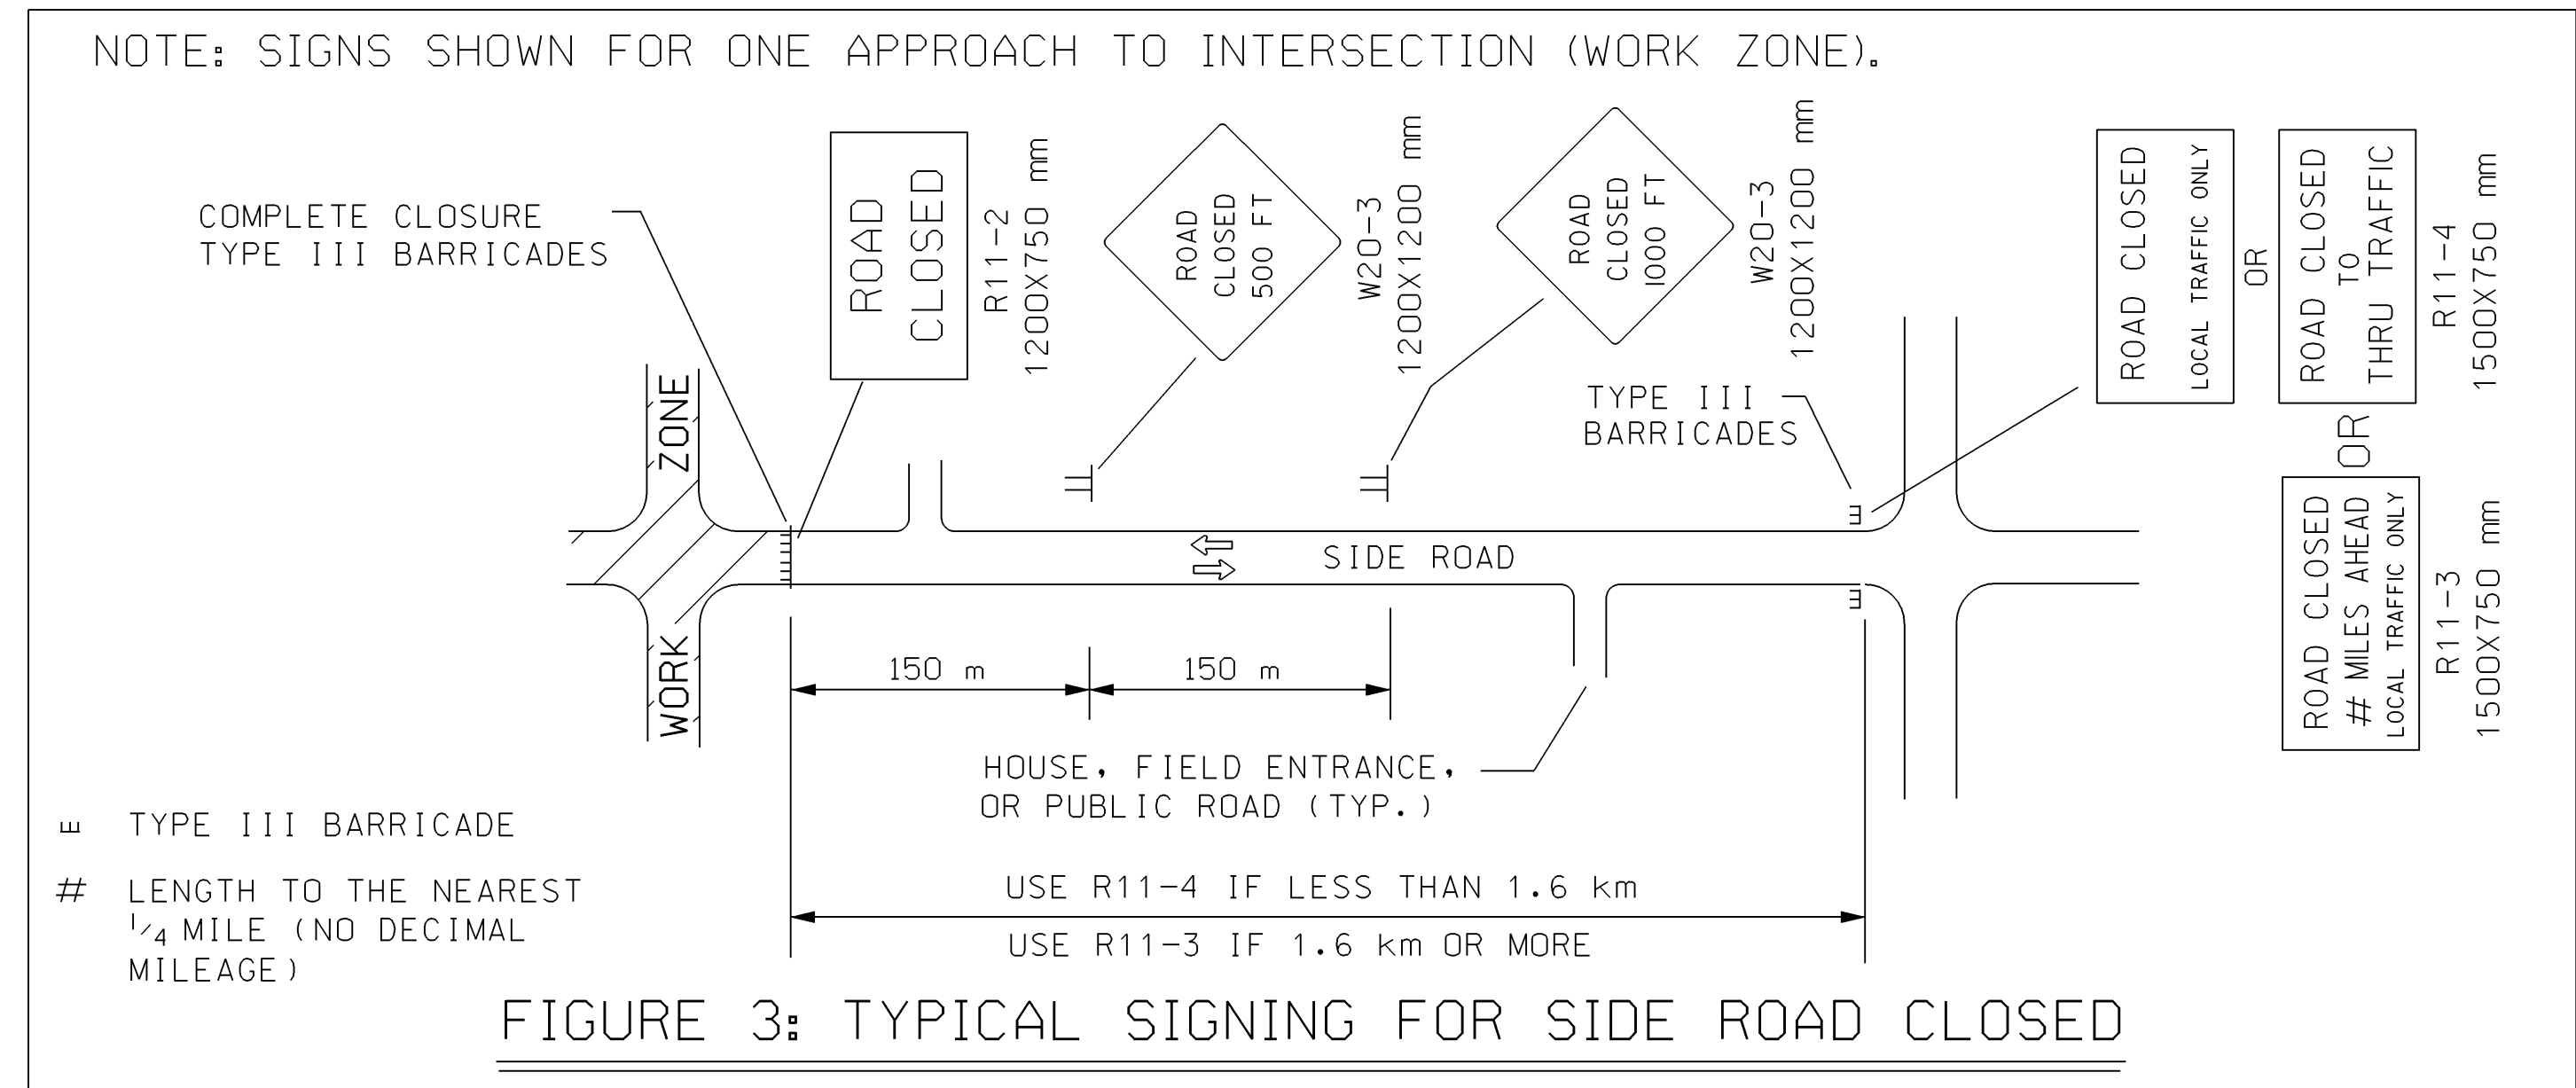 NOTE: SIGNS SHOWN FOR ONE APPROACH TO INTERSECTION (WORK ZONE).
COMPLETE CLOSURE
TYPE III BARRICADES
ROAD
CLOSED
R11-2
1200X750 mm
ROAD
CLOSED
500 FT
W20-3
1200X1200 mm
ROAD
CLOSED
1000 FT
W20-3
1200X1200 mm
TYPE III
BARRICADES
ROAD CLOSED
LOCAL TRAFFIC ONLY
OR
ROAD CLOSED
TO
THRU TRAFFIC
R11-4
1500X750 mm
OR
ROAD CLOSED
# MILES AHEAD
LOCAL TRAFFIC ONLY
R11-3
1500X750 mm
WORK ZONE
SIDE ROAD
150 m
150 m
HOUSE, FIELD ENTRANCE,
OR PUBLIC ROAD (TYP.)
USE R11-4 IF LESS THAN 1.6 km
USE R11-3 IF 1.6 km OR MORE
TYPE III BARRICADE
# LENGTH TO THE NEAREST
1/4 MILE (NO DECIMAL
MILEAGE)
FIGURE 3: TYPICAL SIGNING FOR SIDE ROAD CLOSED